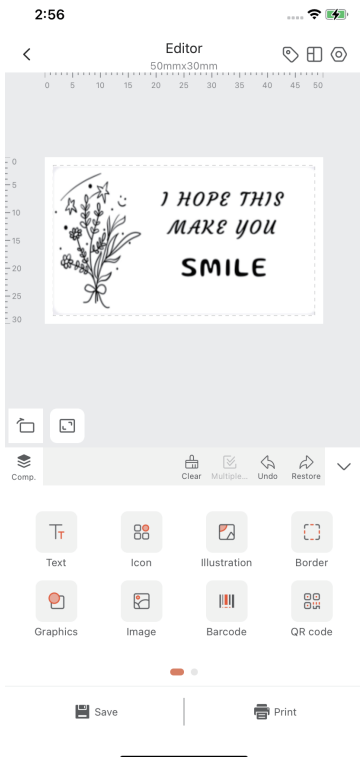 2:56
Editor
50mmx30mm
0 5 10 15 20 25 30 35 40 45 50
0
5
10
15
20
25
30
I HOPE THIS
MAKE YOU
SMILE
Comp.
Clear Multiple... Undo Restore
Text Icon Illustration Border
Graphics Image Barcode QR code
Save Print